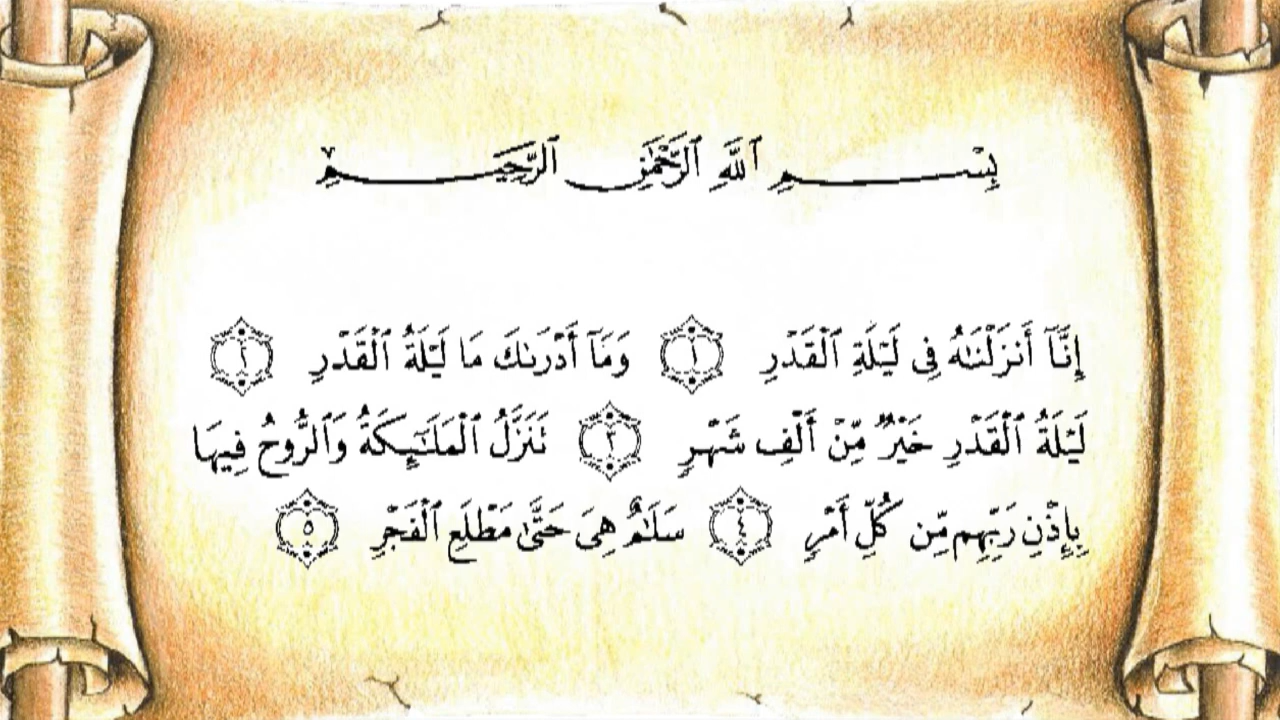 بِسْمِ ٱللَّهِ ٱلرَّحْمَٰنِ ٱلرَّحِيمِ
إِنَّآ أَنزَلْنَٰهُ فِى لَيْلَةِ ٱلْقَدْرِ ١ وَمَآ أَدْرَىٰكَ مَا لَيْلَةُ ٱلْقَدْرِ ٢
لَيْلَةُ ٱلْقَدْرِ خَيْرٌ مِّنْ أَلْفِ شَهْرٍ ٣ تَنَزَّلُ ٱلْمَلَٰٓئِكَةُ وَٱلرُّوحُ فِيهَا
بِإِذْنِ رَبِّهِم مِّن كُلِّ أَمْرٍ ٤ سَلَٰمٌ هِىَ حَتَّىٰ مَطْلَعِ ٱلْفَجْرِ ٥